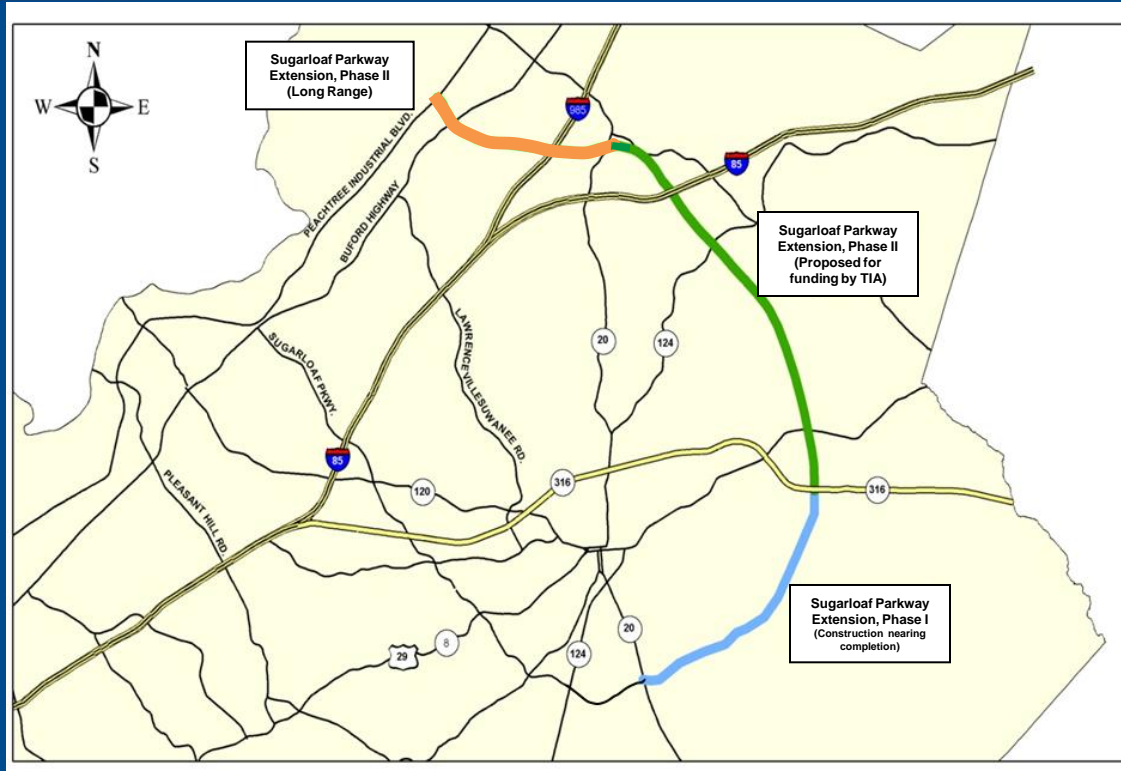 N
W
E
S
Sugarloaf Parkway
Extension, Phase II
(Long Range)
985
PEACHTREE INDUSTRIAL BLVD.
BUFORD HIGHWAY
85
Sugarloaf Parkway
Extension, Phase II
(Proposed for
funding by TIA)
SUGARLOAF PKWY.
LAWRENCEVILLESUWANEE RD.
20
124
85
PLEASANT HILL RD.
120
316
316
Sugarloaf Parkway
Extension, Phase I
(Construction nearing
completion)
29
8
124
20